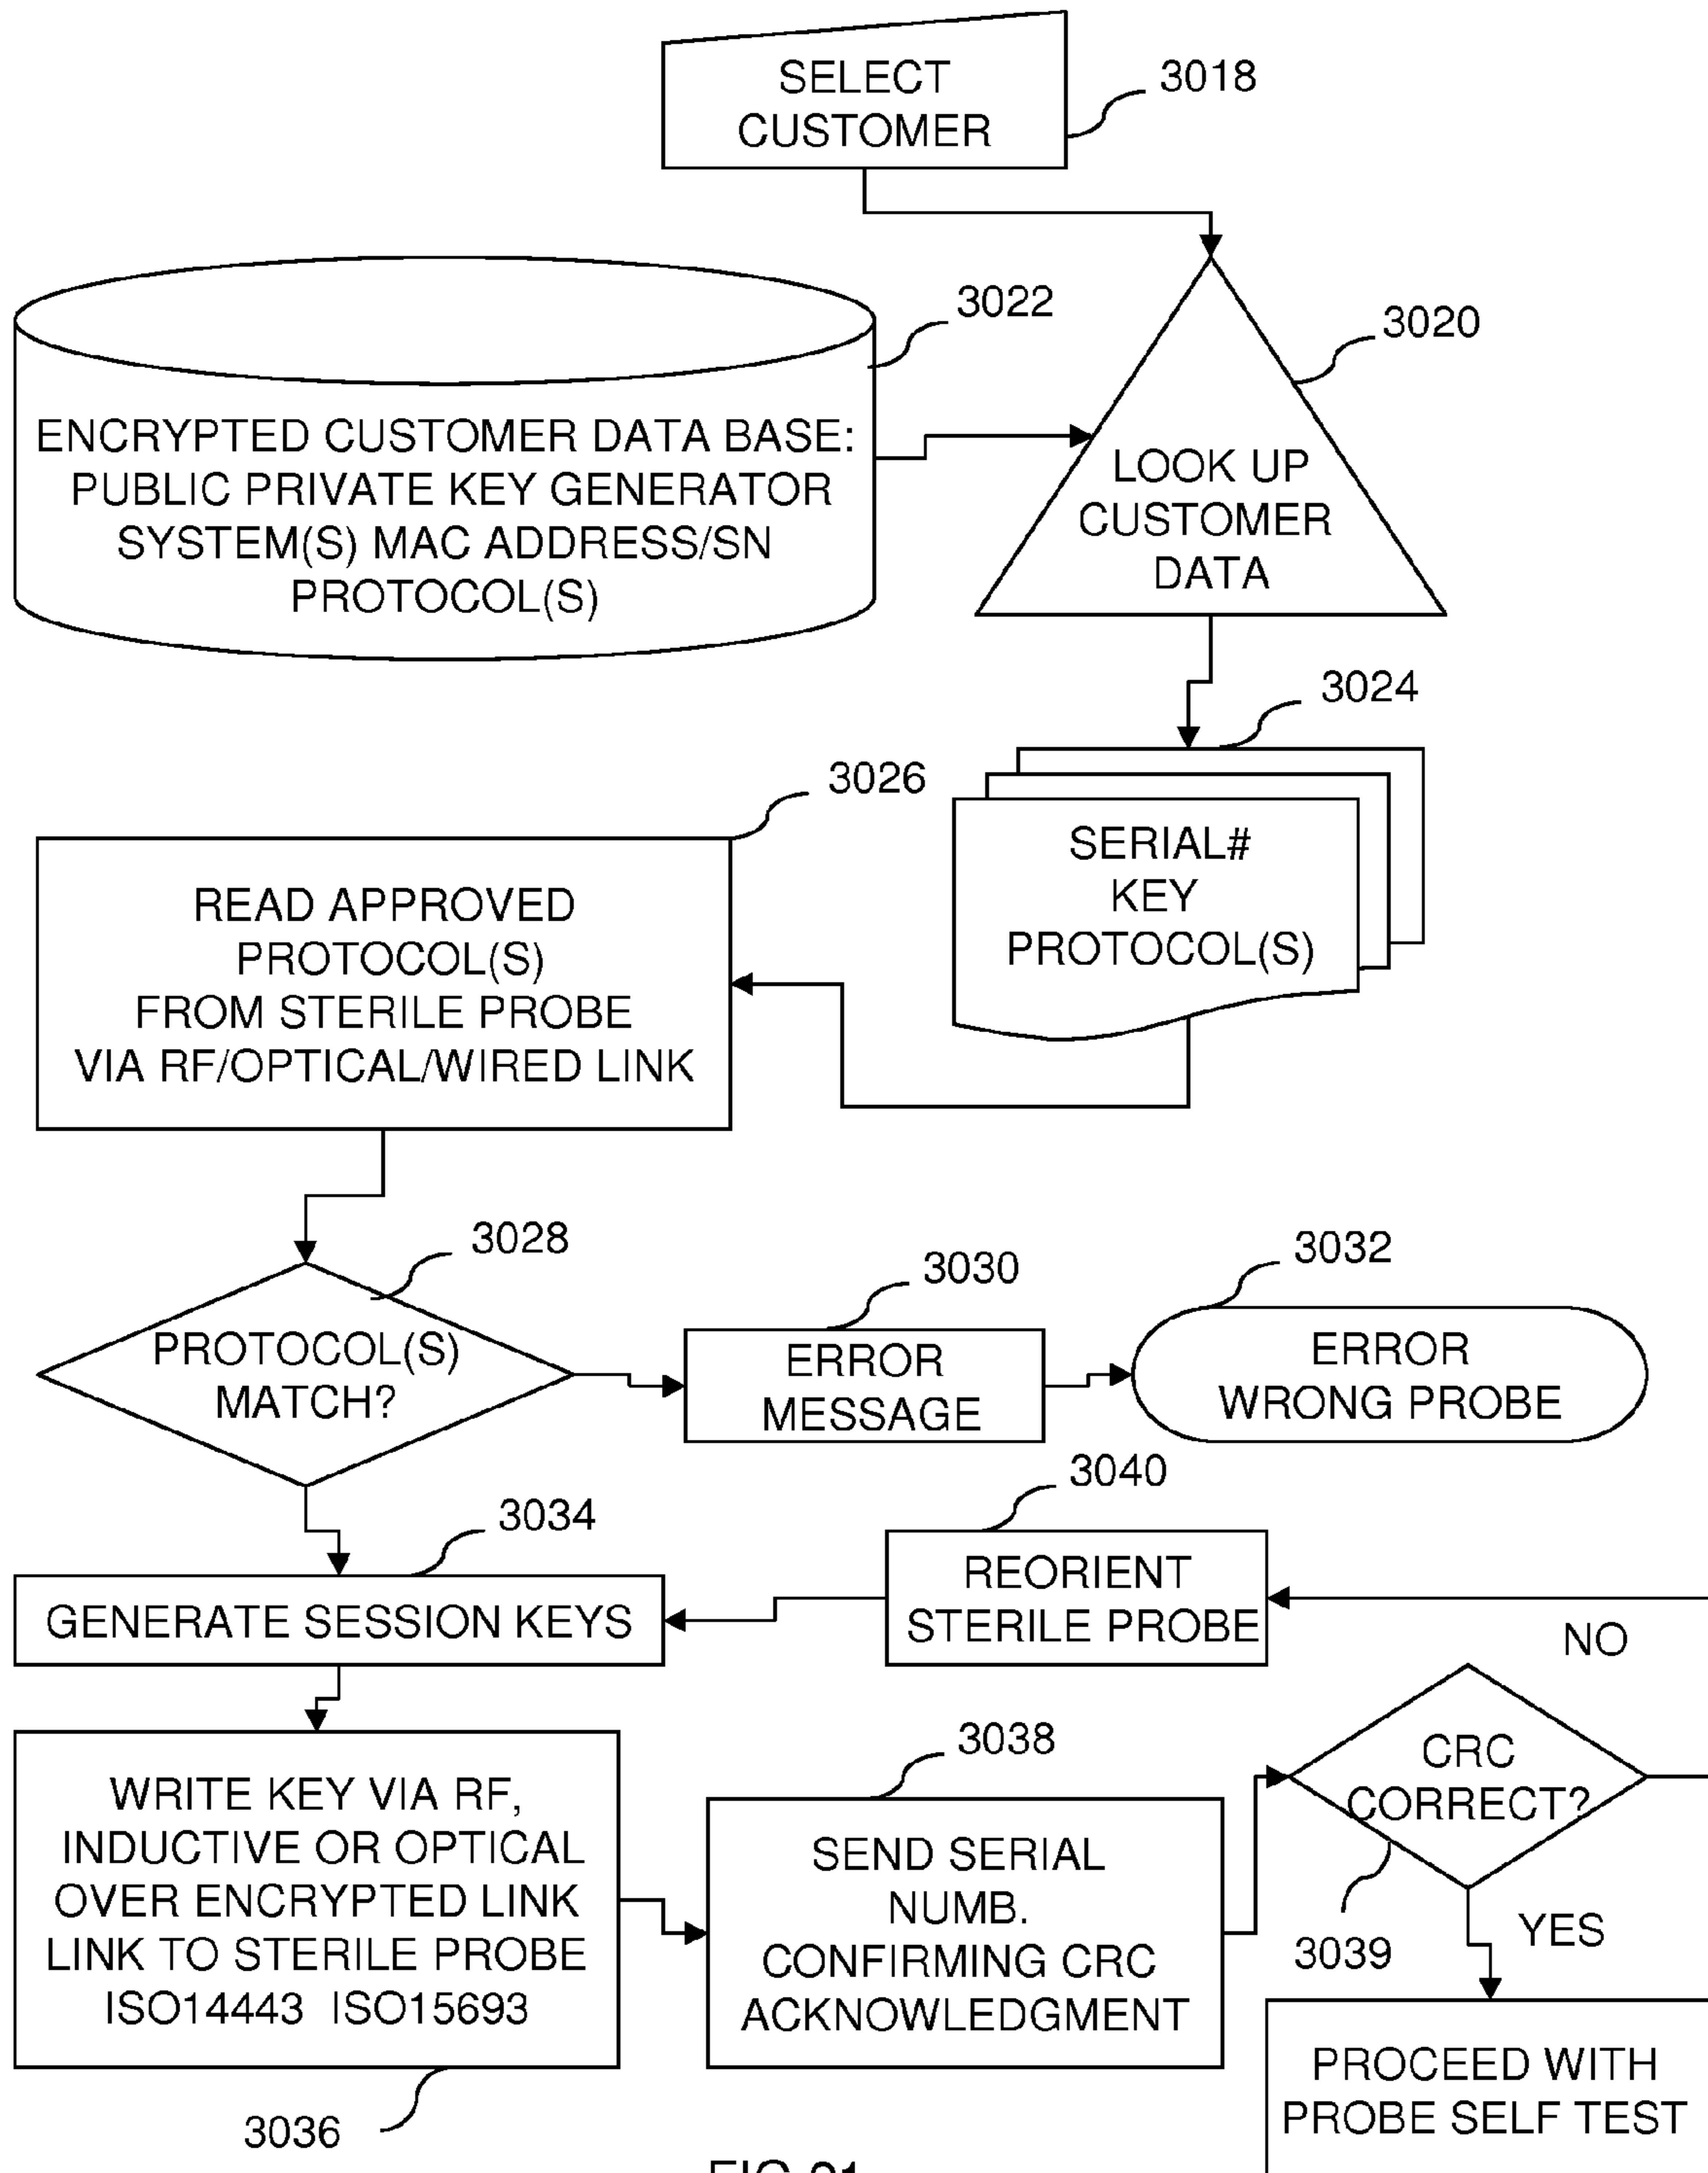 SELECT
CUSTOMER
3018
3022
3020
ENCRYPTED CUSTOMER DATA BASE:
PUBLIC PRIVATE KEY GENERATOR
SYSTEM(S) MAC ADDRESS/SN
PROTOCOL(S)
LOOK UP
CUSTOMER
DATA
3024
3026
SERIAL#
KEY
PROTOCOL(S)
READ APPROVED
PROTOCOL(S)
FROM STERILE PROBE
VIA RF/OPTICAL/WIRED LINK
3028
3030
3032
PROTOCOL(S)
MATCH?
ERROR
MESSAGE
ERROR
WRONG PROBE
3040
3034
REORIENT
STERILE PROBE
GENERATE SESSION KEYS
NO
3038
CRC
CORRECT?
WRITE KEY VIA RF,
INDUCTIVE OR OPTICAL
OVER ENCRYPTED LINK
LINK TO STERILE PROBE
ISO14443 ISO15693
SEND SERIAL
NUMB.
CONFIRMING CRC
ACKNOWLEDGMENT
YES
3039
PROCEED WITH
PROBE SELF TEST
3036